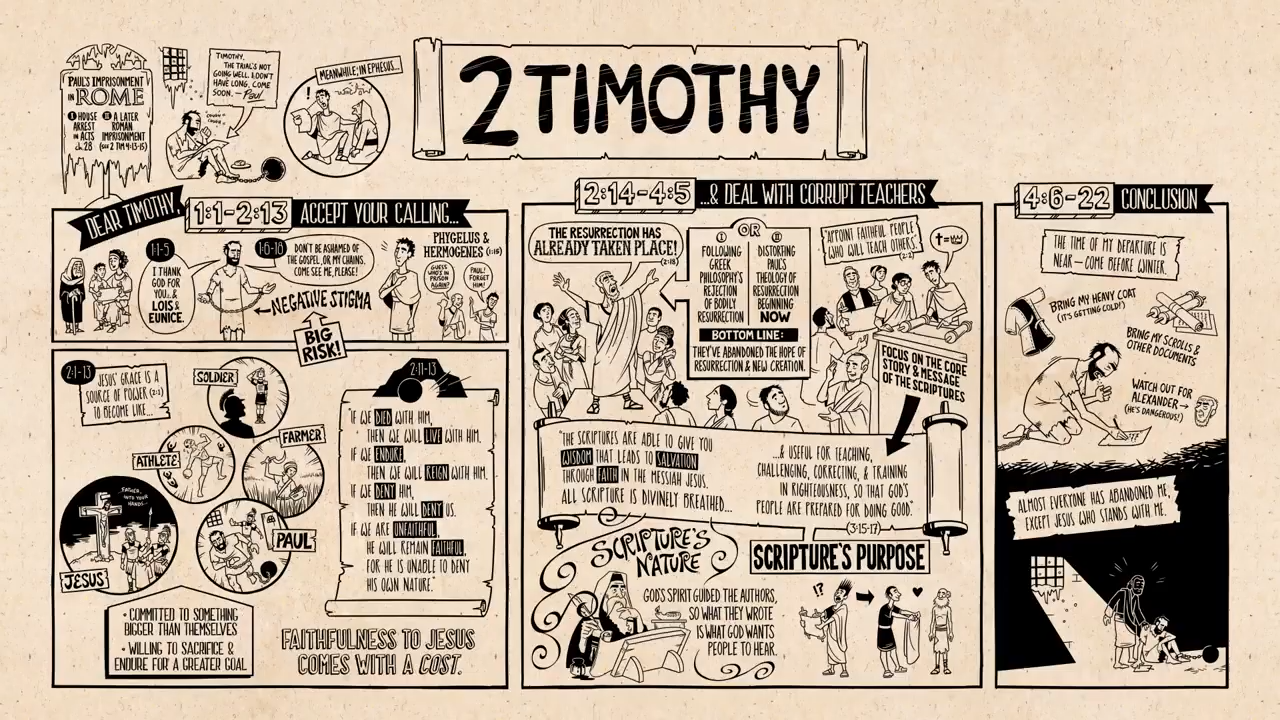 2 TIMOTHY
PAUL'S IMPRISONMENT
IN ROME
I HOUSE
ARREST
IN ACTS
ch. 28
II A LATER
ROMAN
IMPRISONMENT
(SEE 2 TIM 4:13-15)
TIMOTHY,
THE TRIAL'S NOT
GOING WELL. I DON'T
HAVE LONG. COME
SOON. -Paul
MEANWHILE, IN EPHESUS...
!
DEAR TIMOTHY,
1:1-2:13 ACCEPT YOUR CALLING...
1:1-5
I THANK
GOD FOR
YOU, &
LOIS &
EUNICE.
1:6-18
DON'T BE ASHAMED OF
THE GOSPEL, OR MY CHAINS.
COME SEE ME, PLEASE!
NEGATIVE STIGMA
BIG
RISK!
PHYGELUS &
HERMOGENES (1:15)
GUESS
WHO'S IN
PRISON
AGAIN?
PAUL?
FORGET
HIM!
2:1-13
JESUS' GRACE IS A
SOURCE OF POWER (2:1)
TO BECOME LIKE...
SOLDIER
FARMER
ATHLETE
...FATHER,
INTO YOUR
HANDS...
JESUS
PAUL
• COMMITTED TO SOMETHING
BIGGER THAN THEMSELVES
• WILLING TO SACRIFICE &
ENDURE FOR A GREATER GOAL
2:11-13
"IF WE DIED WITH HIM,
THEN WE WILL LIVE WITH HIM.
IF WE ENDURE,
THEN WE WILL REIGN WITH HIM.
IF WE DENY HIM,
THEN HE WILL DENY US.
IF WE ARE UNFAITHFUL,
HE WILL REMAIN FAITHFUL,
FOR HE IS UNABLE TO DENY
HIS OWN NATURE."
FAITHFULNESS TO JESUS
COMES WITH A COST.
2:14-4:5 ...& DEAL WITH CORRUPT TEACHERS
THE RESURRECTION HAS
ALREADY TAKEN PLACE!
(2:18)
OR
I
FOLLOWING
GREEK
PHILOSOPHY'S
REJECTION
OF BODILY
RESURRECTION
II
DISTORTING
PAUL'S
THEOLOGY OF
RESURRECTION
BEGINNING
NOW
BOTTOM LINE:
THEY'VE ABANDONED THE HOPE OF
RESURRECTION & NEW CREATION.
"APPOINT FAITHFUL PEOPLE
WHO WILL TEACH OTHERS."
(2:2)
FOCUS ON THE CORE
STORY & MESSAGE
OF THE SCRIPTURES
"THE SCRIPTURES ARE ABLE TO GIVE YOU
WISDOM THAT LEADS TO SALVATION
THROUGH FAITH IN THE MESSIAH JESUS.
ALL SCRIPTURE IS DIVINELY BREATHED...
...& USEFUL FOR TEACHING,
CHALLENGING, CORRECTING, & TRAINING
IN RIGHTEOUSNESS, SO THAT GOD'S
PEOPLE ARE PREPARED FOR DOING GOOD."
(3:15-17)
SCRIPTURE'S
NATURE
GOD'S SPIRIT GUIDED THE AUTHORS,
SO WHAT THEY WROTE
IS WHAT GOD WANTS
PEOPLE TO HEAR.
SCRIPTURE'S PURPOSE
!?
4:6-22 CONCLUSION
THE TIME OF MY DEPARTURE IS
NEAR—COME BEFORE WINTER.
BRING MY HEAVY COAT
(IT'S GETTING COLD!)
BRING MY SCROLLS &
OTHER DOCUMENTS
WATCH OUT FOR
ALEXANDER
(HE'S DANGEROUS!)
ALMOST EVERYONE HAS ABANDONED ME,
EXCEPT JESUS WHO STANDS WITH ME.